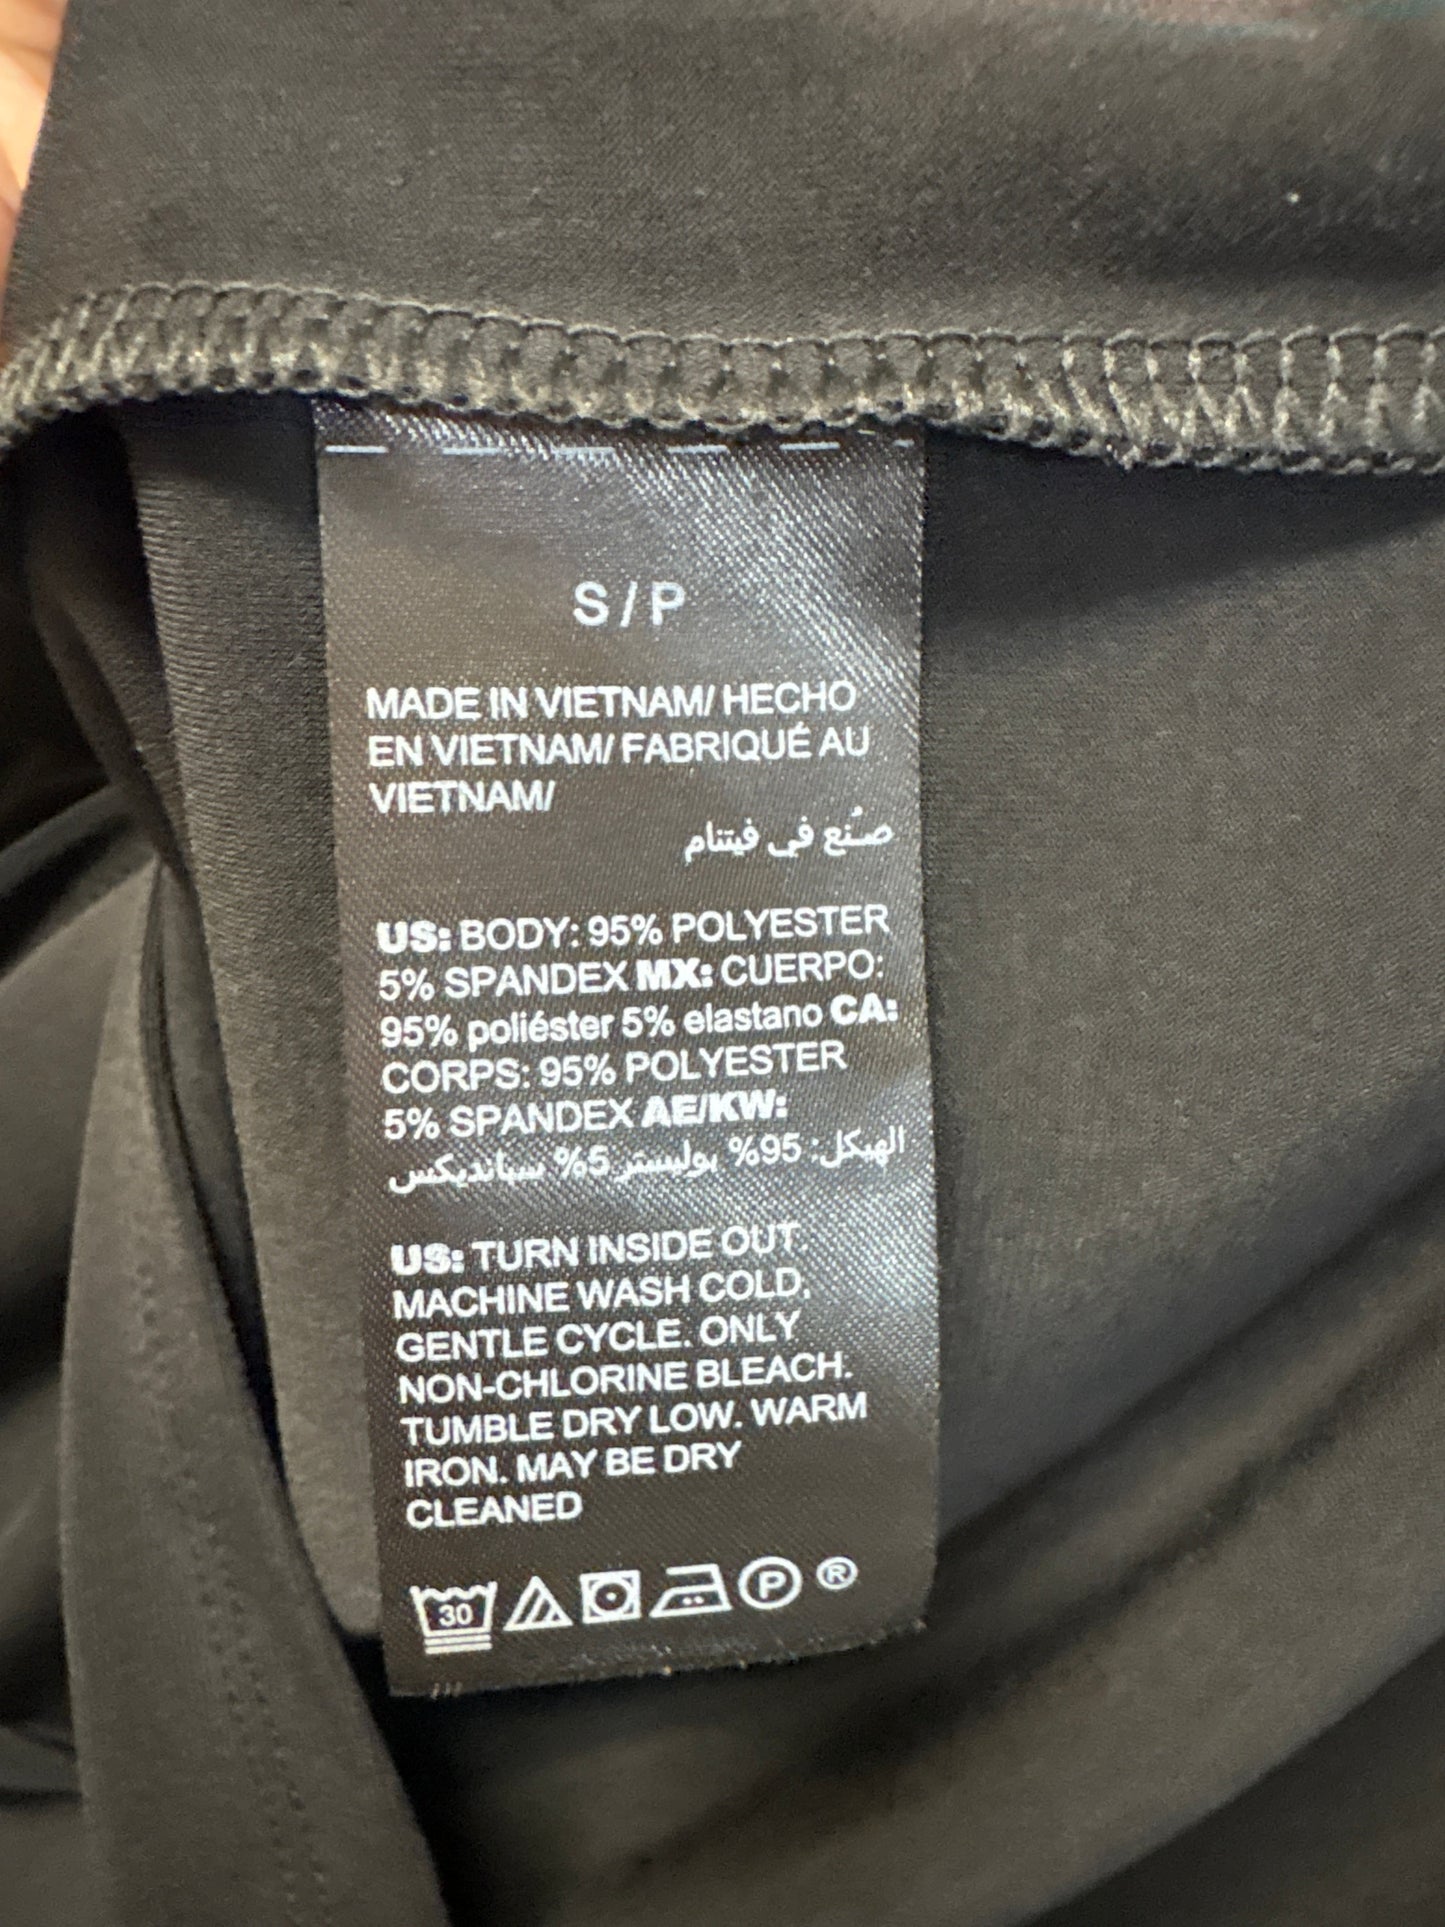 S / P
MADE IN VIETNAM/ HECHO
EN VIETNAM/ FABRIQUÉ AU
VIETNAM/
صُنع في فيتنام
US: BODY: 95% POLYESTER
5% SPANDEX MX: CUERPO:
95% poliéster 5% elastano CA:
CORPS: 95% POLYESTER
5% SPANDEX AE/KW:
الهيكل: 95% بوليستر 5% سباندیکس
US: TURN INSIDE OUT.
MACHINE WASH COLD,
GENTLE CYCLE. ONLY
NON-CHLORINE BLEACH.
TUMBLE DRY LOW. WARM
IRON. MAY BE DRY
CLEANED
30 P ®